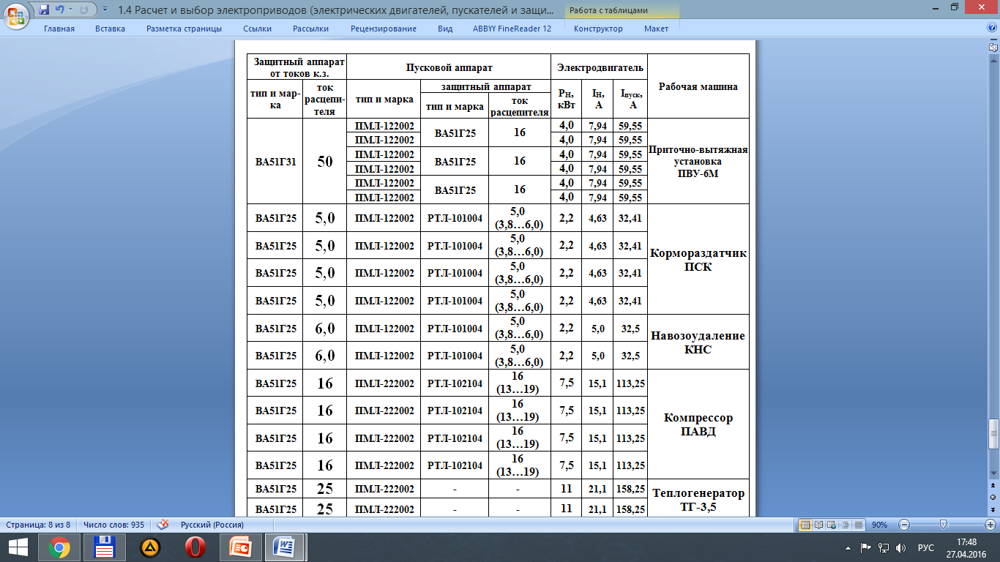 1.4 Расчет и выбор электроприводов (электрических двигателей, пускателей и защи...
Работа с таблицами
Главная Вставка Разметка страницы Ссылки Рассылки Рецензирование Вид ABBYY FineReader 12 Конструктор Макет
Защитный аппарат
от токов к.з.
Пусковой аппарат
Электродвигатель
Рабочая машина
тип и мар-
ка
ток
расцепи-
теля
тип и марка
защитный аппарат
тип и марка
ток
расцепителя
PН,
кВт
IН,
А
Iпуск,
А
ВА51Г31 50 ПМЛ-122002 ВА51Г25 16 4,0 7,94 59,55
ПМЛ-122002 4,0 7,94 59,55
ПМЛ-122002 ВА51Г25 16 4,0 7,94 59,55
ПМЛ-122002 4,0 7,94 59,55
ПМЛ-122002 ВА51Г25 16 4,0 7,94 59,55
ПМЛ-122002 4,0 7,94 59,55
Приточно-вытяжная
установка
ПВУ-6М
ВА51Г25 5,0 ПМЛ-122002 РТЛ-101004 5,0
(3,8…6,0) 2,2 4,63 32,41
ВА51Г25 5,0 ПМЛ-122002 РТЛ-101004 5,0
(3,8…6,0) 2,2 4,63 32,41
ВА51Г25 5,0 ПМЛ-122002 РТЛ-101004 5,0
(3,8…6,0) 2,2 4,63 32,41
ВА51Г25 5,0 ПМЛ-122002 РТЛ-101004 5,0
(3,8…6,0) 2,2 4,63 32,41
Кормораздатчик
ПСК
ВА51Г25 6,0 ПМЛ-122002 РТЛ-101004 5,0
(3,8…6,0) 2,2 5,0 32,5
ВА51Г25 6,0 ПМЛ-122002 РТЛ-101004 5,0
(3,8…6,0) 2,2 5,0 32,5
Навозоудаление
КНС
ВА51Г25 16 ПМЛ-222002 РТЛ-102104 16
(13…19) 7,5 15,1 113,25
ВА51Г25 16 ПМЛ-222002 РТЛ-102104 16
(13…19) 7,5 15,1 113,25
ВА51Г25 16 ПМЛ-222002 РТЛ-102104 16
(13…19) 7,5 15,1 113,25
ВА51Г25 16 ПМЛ-222002 РТЛ-102104 16
(13…19) 7,5 15,1 113,25
Компрессор
ПАВД
ВА51Г25 25 ПМЛ-222002 - - 11 21,1 158,25
ВА51Г25 25 ПМЛ-222002 - - 11 21,1 158,25
Теплогенератор
ТГ-3,5
Страница: 8 из 8 Число слов: 935 Русский (Россия) 90%
РУС
17:48
27.04.2016